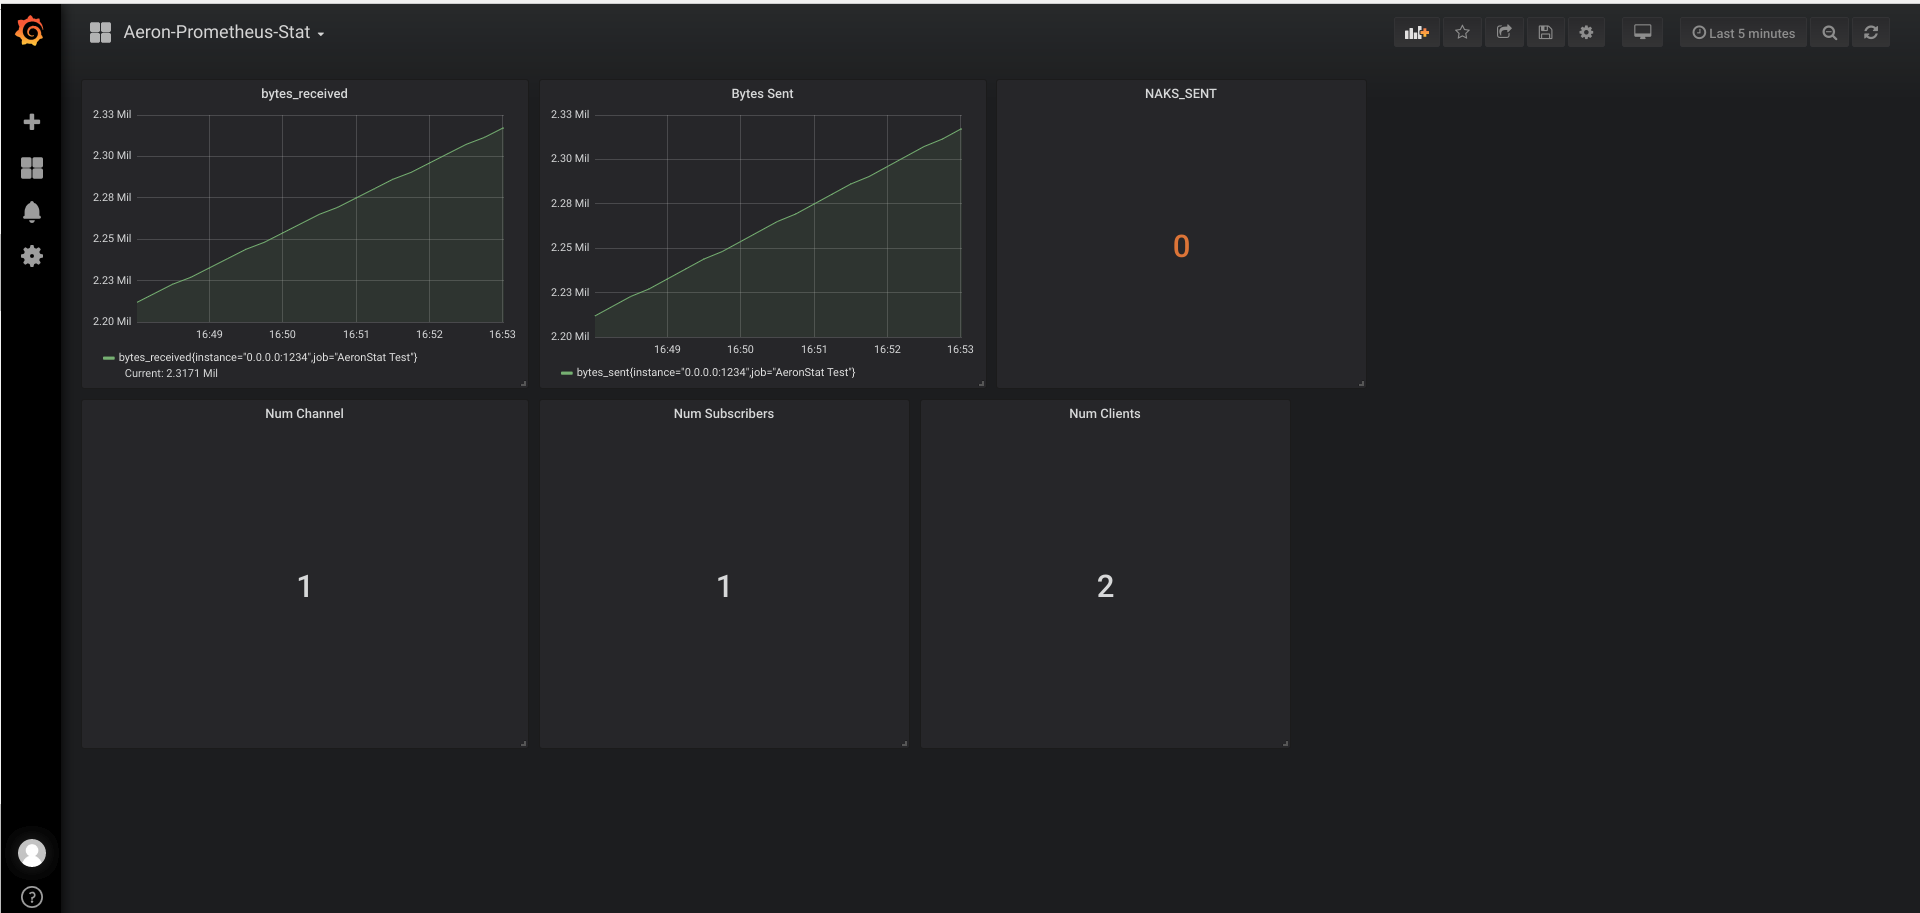 Aeron-Prometheus-Stat
Last 5 minutes
bytes_received
2.33 Mil
2.30 Mil
2.28 Mil
2.25 Mil
2.23 Mil
2.20 Mil
16:49 16:50 16:51 16:52 16:53
bytes_received{instance="0.0.0.0:1234",job="AeronStat Test"}
Current: 2.3171 Mil
Bytes Sent
2.33 Mil
2.30 Mil
2.28 Mil
2.25 Mil
2.23 Mil
2.20 Mil
16:49 16:50 16:51 16:52 16:53
bytes_sent{instance="0.0.0.0:1234",job="AeronStat Test"}
NAKS_SENT
0
Num Channel
1
Num Subscribers
1
Num Clients
2
?